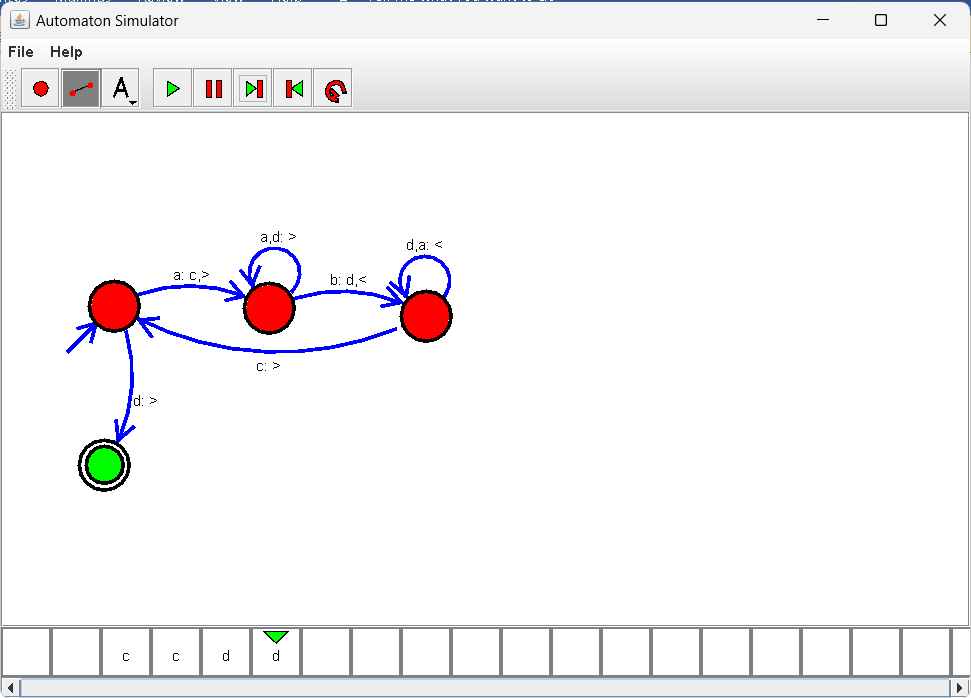 Automaton Simulator
File Help
A
a,d: >
d,a: <
a: c,>
b: d,<
c: >
d: >
c c d d